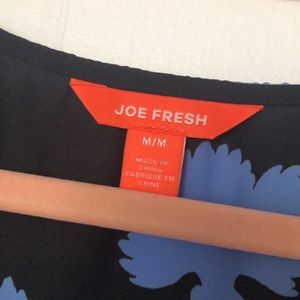 JOE FRESH
M/M
MADE IN
CHINA
FABRIQUÉ EN
CHINE